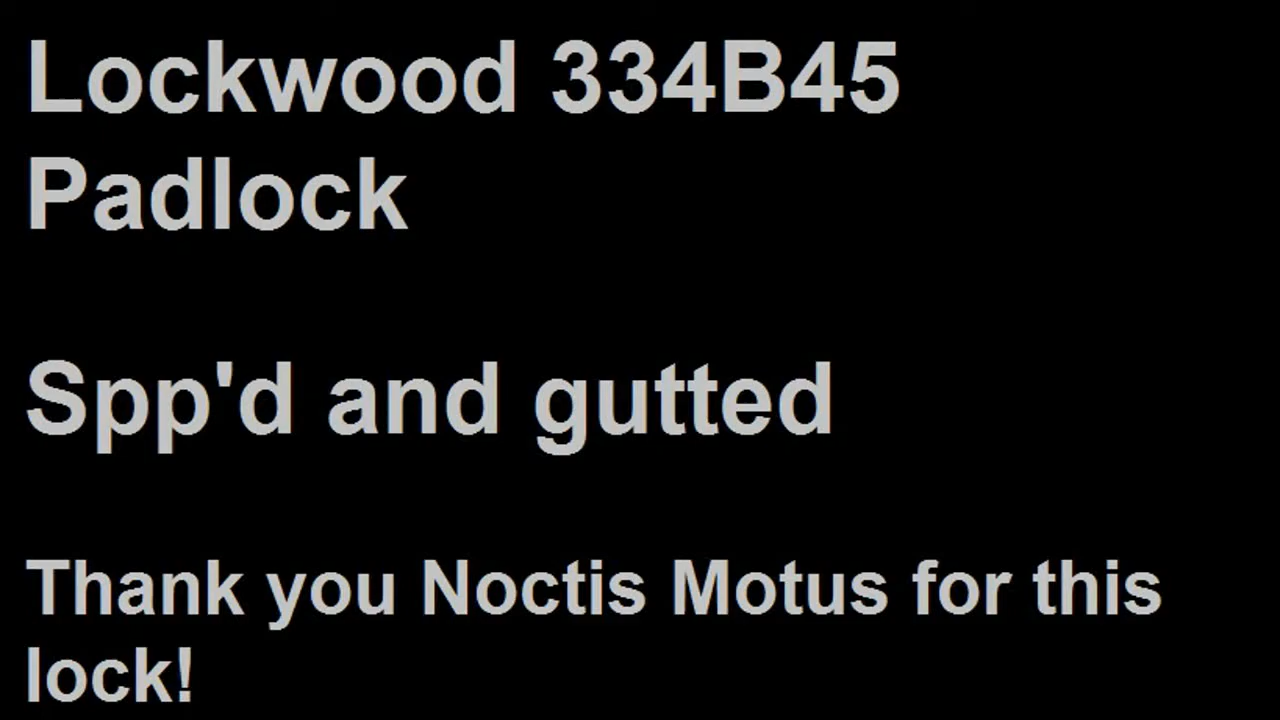 Lockwood 334B45
Padlock
Spp'd and gutted
Thank you Noctis Motus for this
lock!